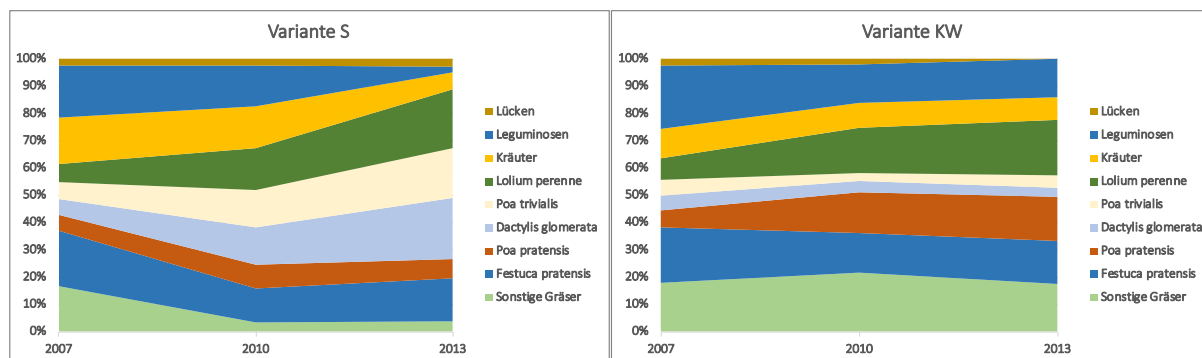 Variante S
100%
90%
80%
70%
60%
50%
40%
30%
20%
10%
0%
2007
2010
2013
Lücken
Leguminosen
Kräuter
Lolium perenne
Poa trivialis
Dactylis glomerata
Poa pratensis
Festuca pratensis
Sonstige Gräser
Variante KW
100%
90%
80%
70%
60%
50%
40%
30%
20%
10%
0%
2007
2010
2013
Lücken
Leguminosen
Kräuter
Lolium perenne
Poa trivialis
Dactylis glomerata
Poa pratensis
Festuca pratensis
Sonstige Gräser